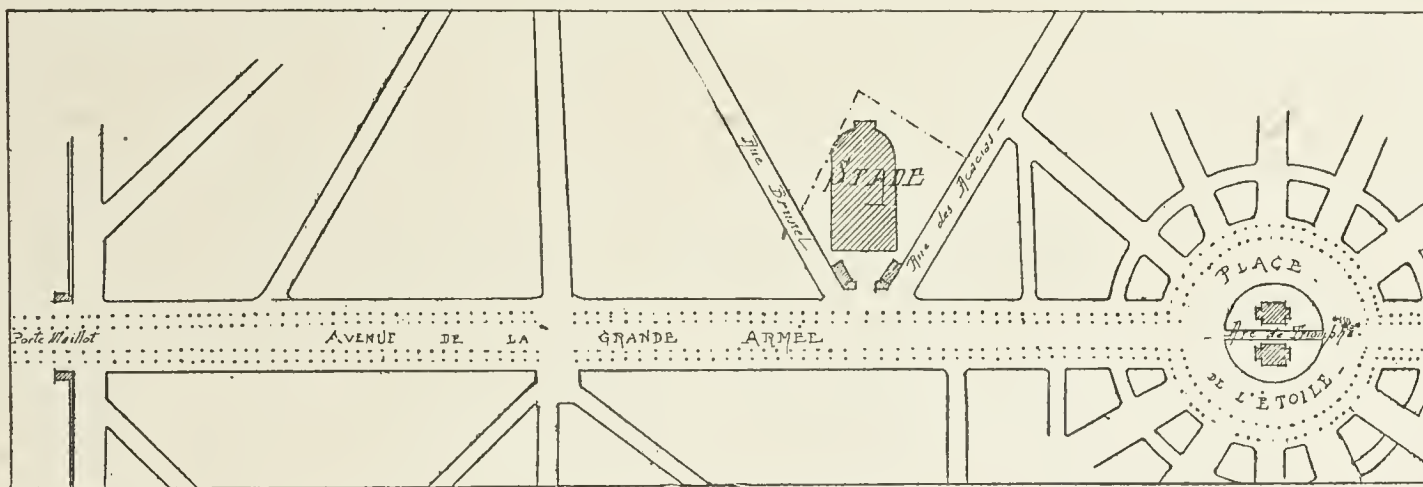 Rue Brunel
STADE
Rue des Acacias
PLACE
Porte Maillot
AVENUE DE LA GRANDE ARMÉE
Arc de Triomphe
DE L'ÉTOILE